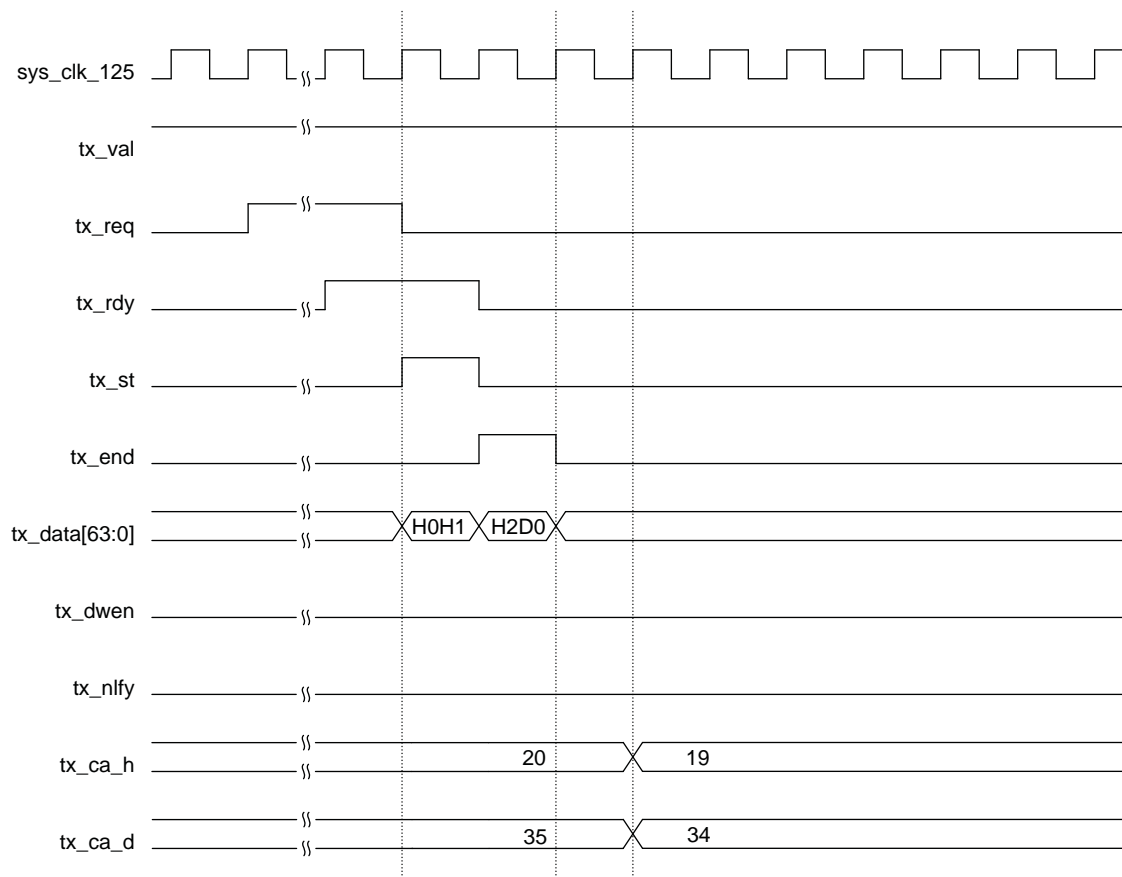 sys_clk_125
tx_val
tx_req
tx_rdy
tx_st
tx_end
tx_data[63:0] H0H1 H2D0
tx_dwen
tx_nlfy
tx_ca_h 20 19
tx_ca_d 35 34